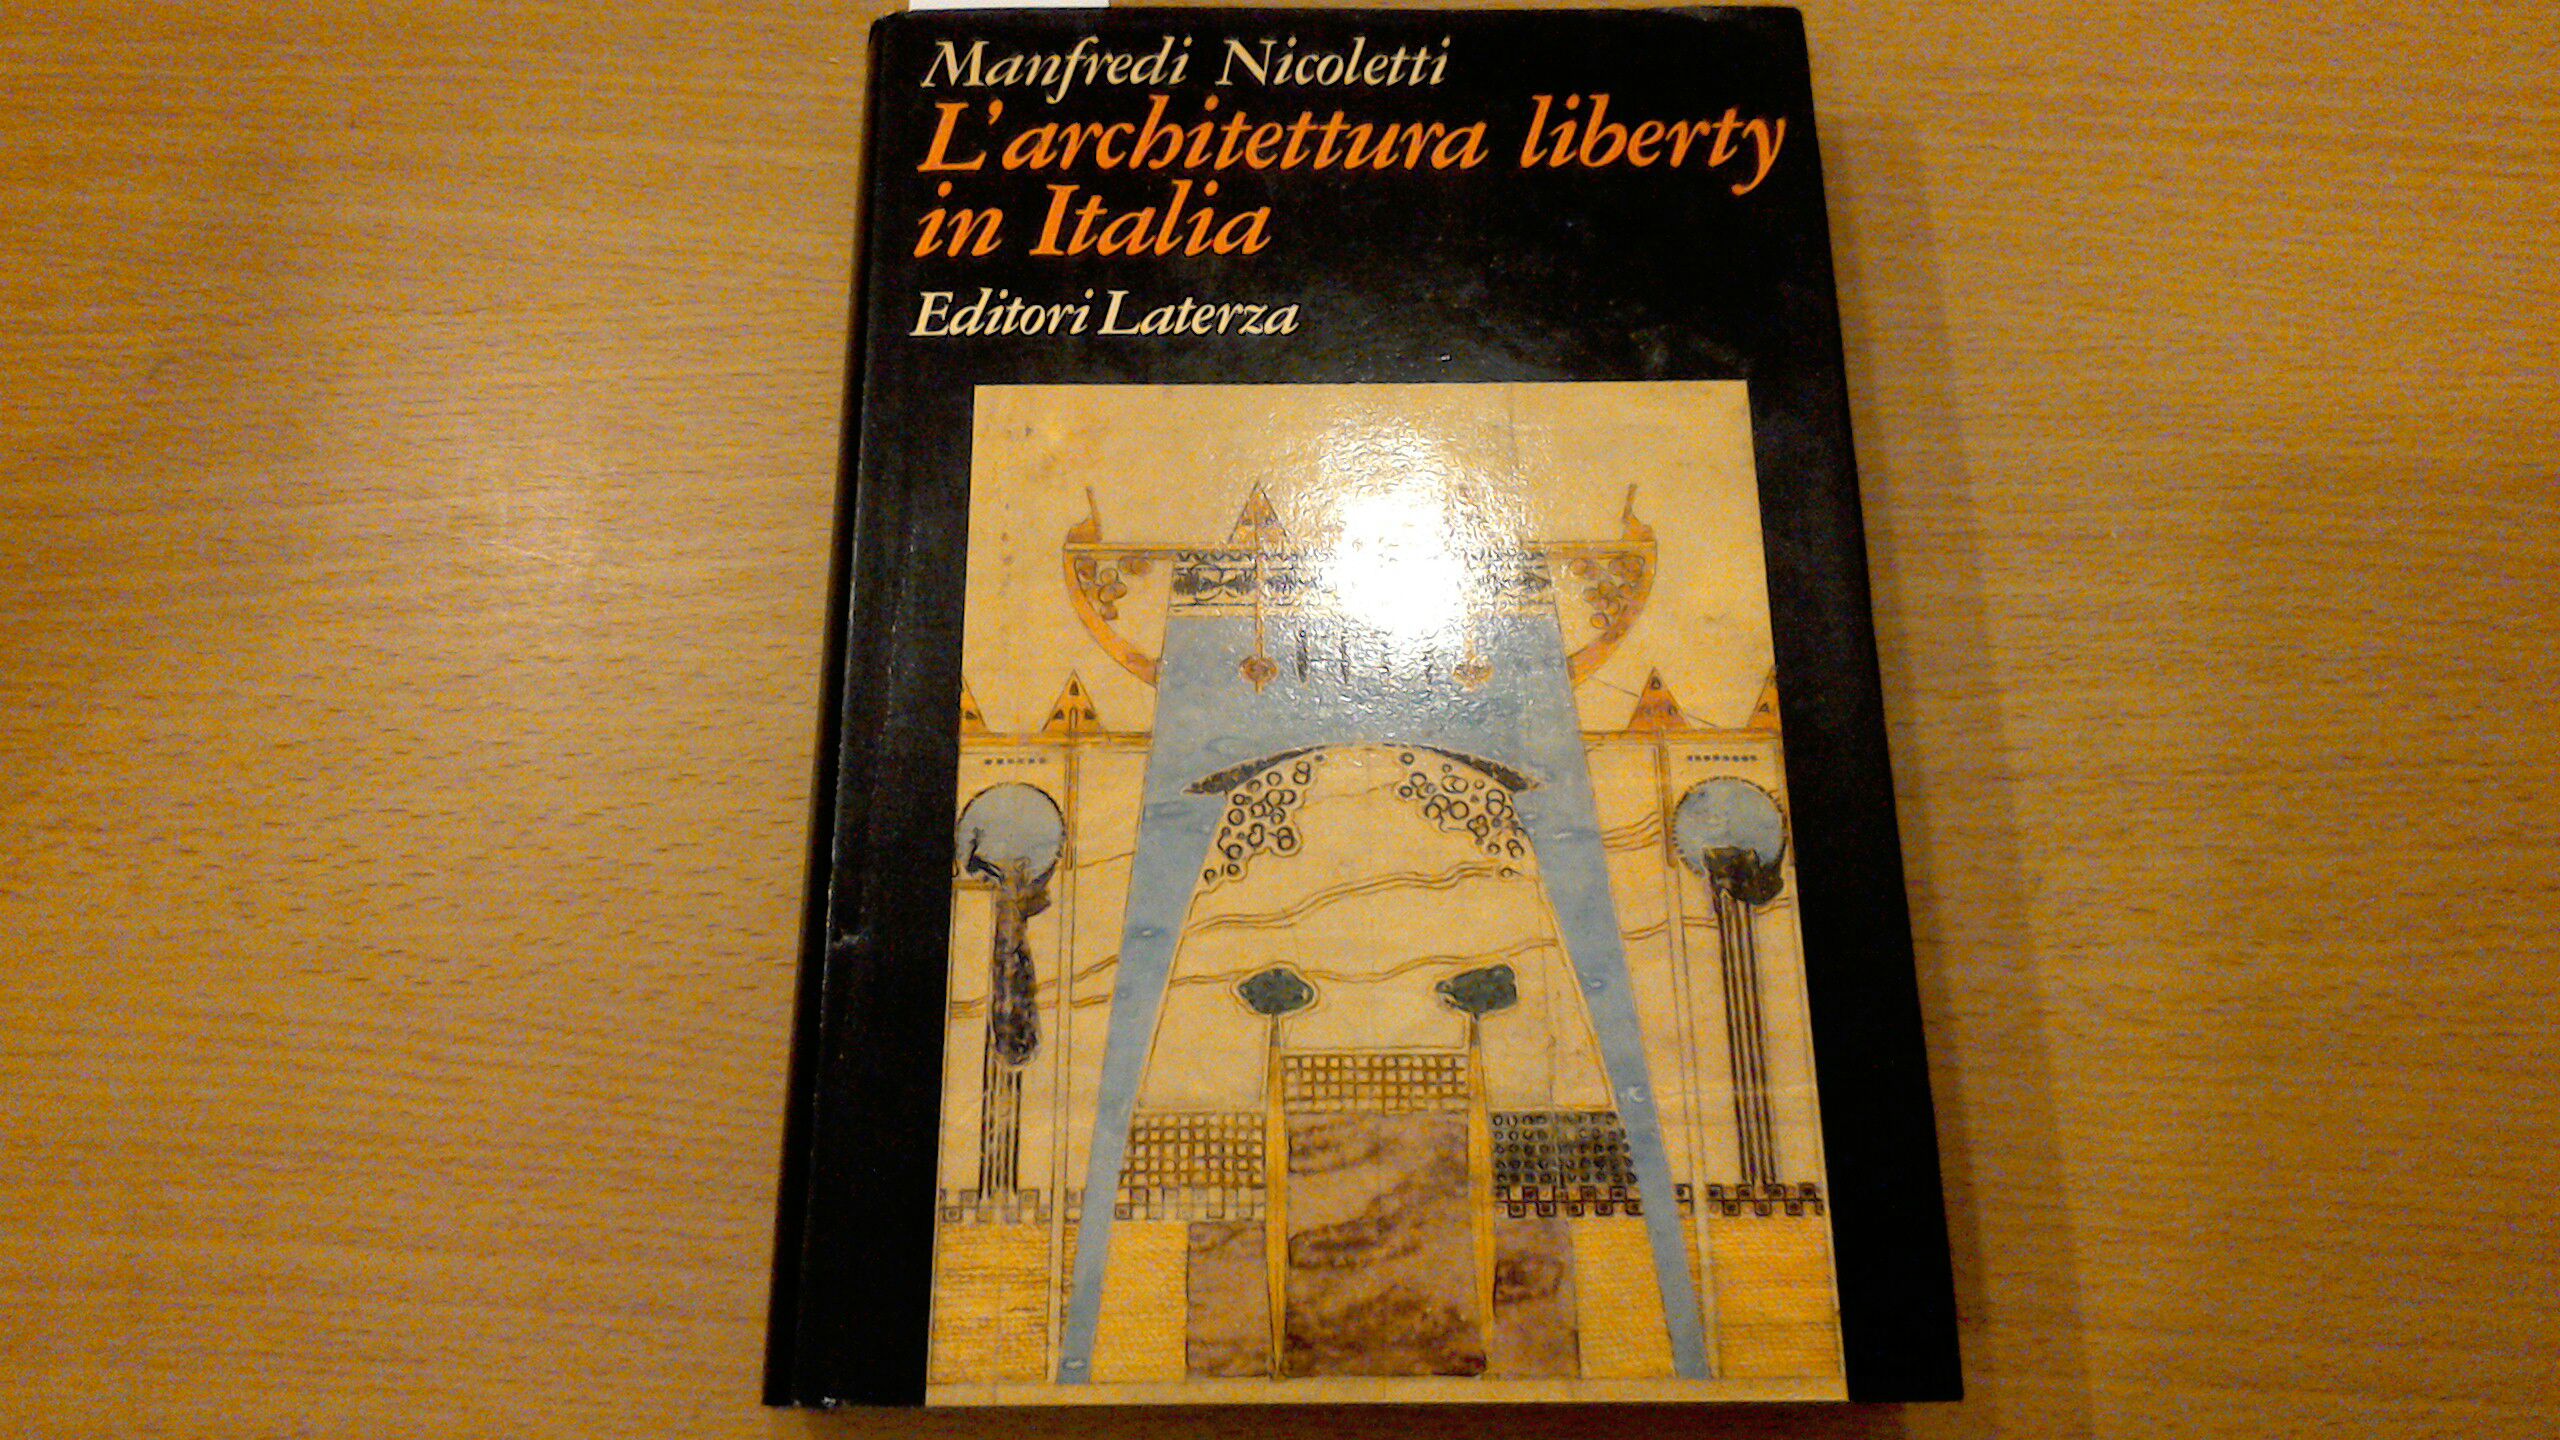 Manfredi Nicoletti
L'architettura liberty
in Italia
Editori Laterza